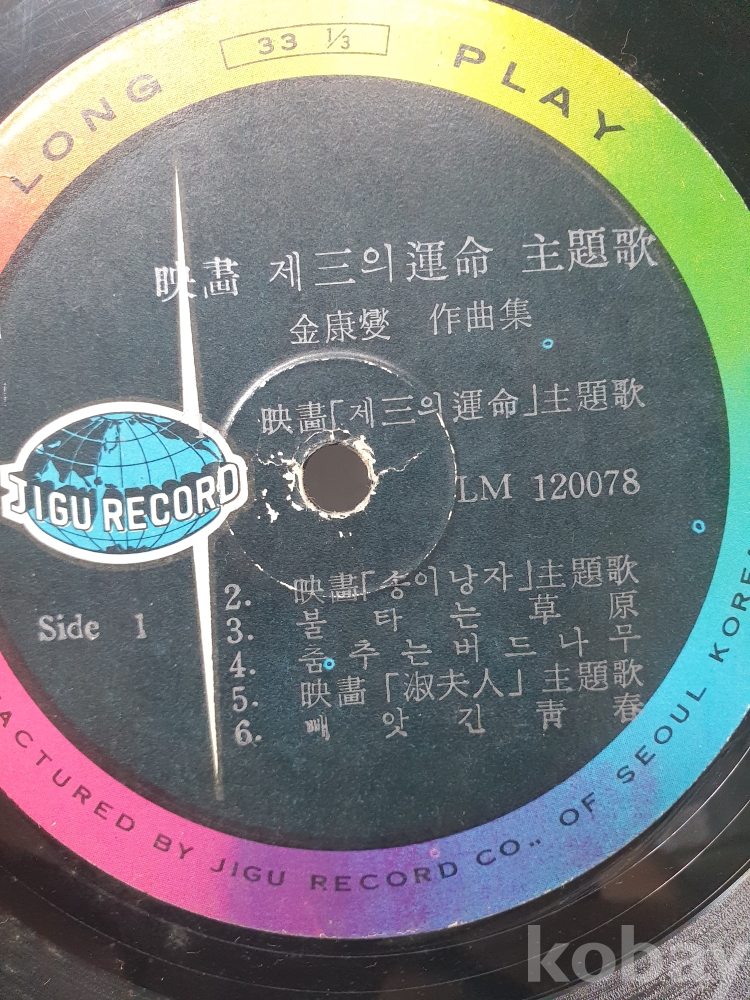 33 ⅓
LONG PLAY
映畵 제三의運命 主題歌
金康燮 作曲集
映畵「제三의運命」主題歌
LM 120078
JIGU RECORD
Side 1
2. 映畵「송이낭자」主題歌
3. 불타는草原
4. 춤추는버드나무
5. 映畵「淑夫人」主題歌
6. 빼앗긴靑春
ACTURED BY JIGU RECORD CO., OF SEOUL KOREA
kobay